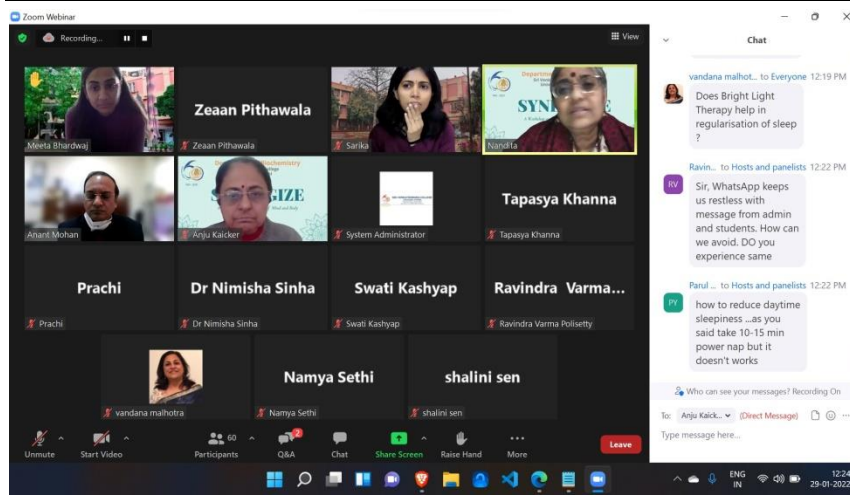 Zoom Webinar
Recording...
View
Meeta Bhardwaj
Zeaan Pithawala
Zeaan Pithawala
Sarika
SYN
Nandita
Anant Mohan
Biochemistry
GIZE
Anju Kaicker
System Administrator
Tapasya Khanna
Tapasya Khanna
Prachi
Prachi
Dr Nimisha Sinha
Dr Nimisha Sinha
Swati Kashyap
Swati Kashyap
Ravindra Varma...
Ravindra Varma Polisetty
vandana malhotra
Namya Sethi
Namya Sethi
shalini sen
shalini sen
Unmute
Start Video
60
Participants
2
Q&A
Chat
Share Screen
Raise Hand
More
Leave
Chat
vandana malhot... to Everyone 12:19 PM
Does Bright Light
Therapy help in
regularisation of sleep
?
Ravin... to Hosts and panelists 12:22 PM
RV
Sir, WhatsApp keeps
us restless with
message from admin
and students. How can
we avoid. DO you
experience same
Parul ... to Hosts and panelists 12:22 PM
PY
how to reduce daytime
sleepiness ...as you
said take 10-15 min
power nap but it
doesn't works
Who can see your messages? Recording On
To: Anju Kaick... (Direct Message)
Type message here...
ENG
IN
12:24
29-01-2022